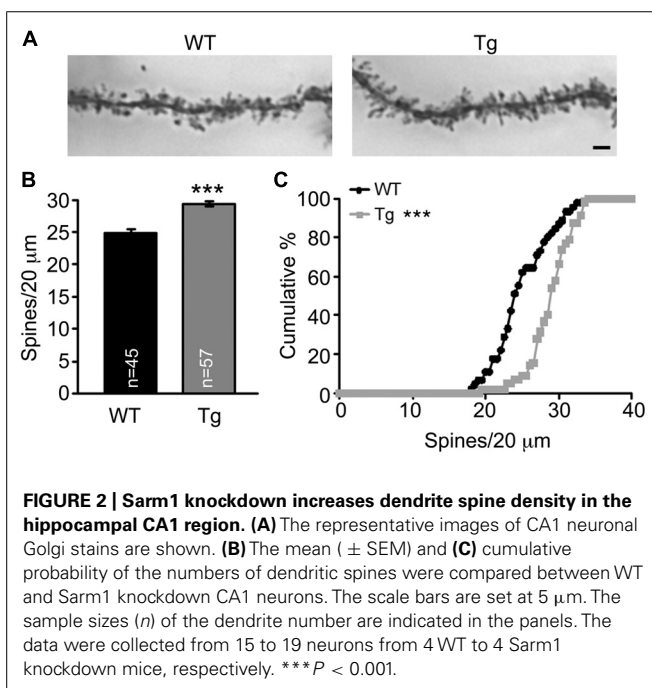 A
WT
Tg
B
***
Spines/20 μm
30
25
20
15
10
5
0
n=45
n=57
WT
Tg
C
WT
Tg ***
Cumulative %
100
80
60
40
20
0
0
10
20
30
40
Spines/20 μm
FIGURE 2 | Sarm1 knockdown increases dendrite spine density in the
hippocampal CA1 region. (A) The representative images of CA1 neuronal
Golgi stains are shown. (B) The mean ( ± SEM) and (C) cumulative
probability of the numbers of dendritic spines were compared between WT
and Sarm1 knockdown CA1 neurons. The scale bars are set at 5 μm. The
sample sizes (n) of the dendrite number are indicated in the panels. The
data were collected from 15 to 19 neurons from 4 WT to 4 Sarm1
knockdown mice, respectively. ***P < 0.001.